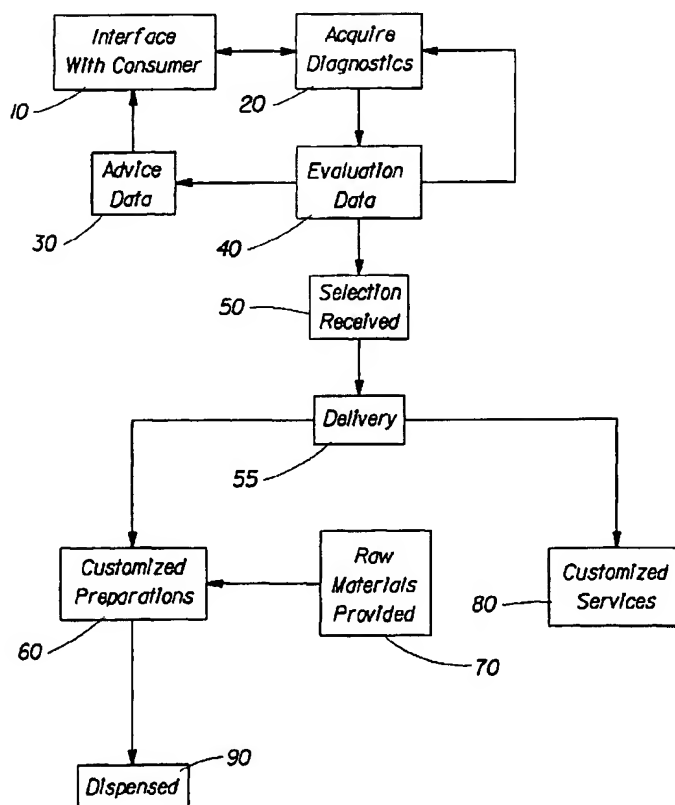 Interface
With Consumer
10
Acquire
Diagnostics
20
Advice
Data
30
Evaluation
Data
40
50
Selection
Received
Delivery
55
Customized
Preparations
60
Raw
Materials
Provided
70
Customized
Services
80
Dispensed
90